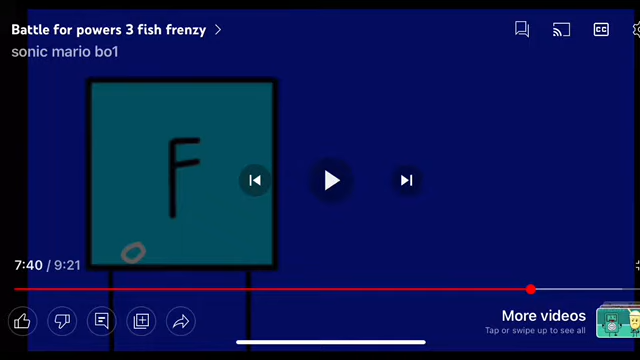 Battle for powers 3 fish frenzy
sonic mario bo1
CC
F
7:40 / 9:21
More videos
Tap or swipe up to see all